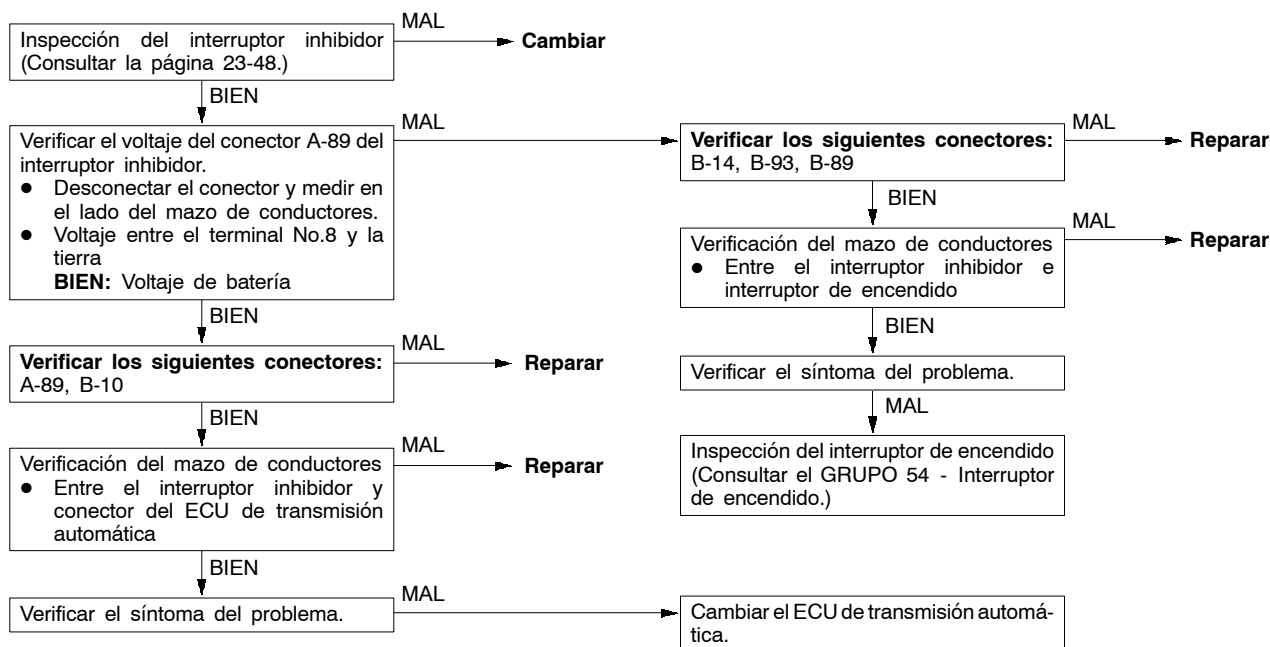 Inspección del interruptor inhibidor
(Consultar la página 23-48.)
MAL
Cambiar
BIEN
Verificar el voltaje del conector A-89 del
interruptor inhibidor.
● Desconectar el conector y medir en
el lado del mazo de conductores.
● Voltaje entre el terminal No.8 y la
tierra
BIEN: Voltaje de batería
MAL
BIEN
Verificar los siguientes conectores:
A-89, B-10
MAL
Reparar
BIEN
Verificación del mazo de conductores
● Entre el interruptor inhibidor y
conector del ECU de transmisión
automática
MAL
Reparar
BIEN
Verificar el síntoma del problema.
MAL
Cambiar el ECU de transmisión automá-
tica.
Verificar los siguientes conectores:
B-14, B-93, B-89
MAL
Reparar
BIEN
Verificación del mazo de conductores
● Entre el interruptor inhibidor e
interruptor de encendido
MAL
Reparar
BIEN
Verificar el síntoma del problema.
MAL
Inspección del interruptor de encendido
(Consultar el GRUPO 54 - Interruptor
de encendido.)